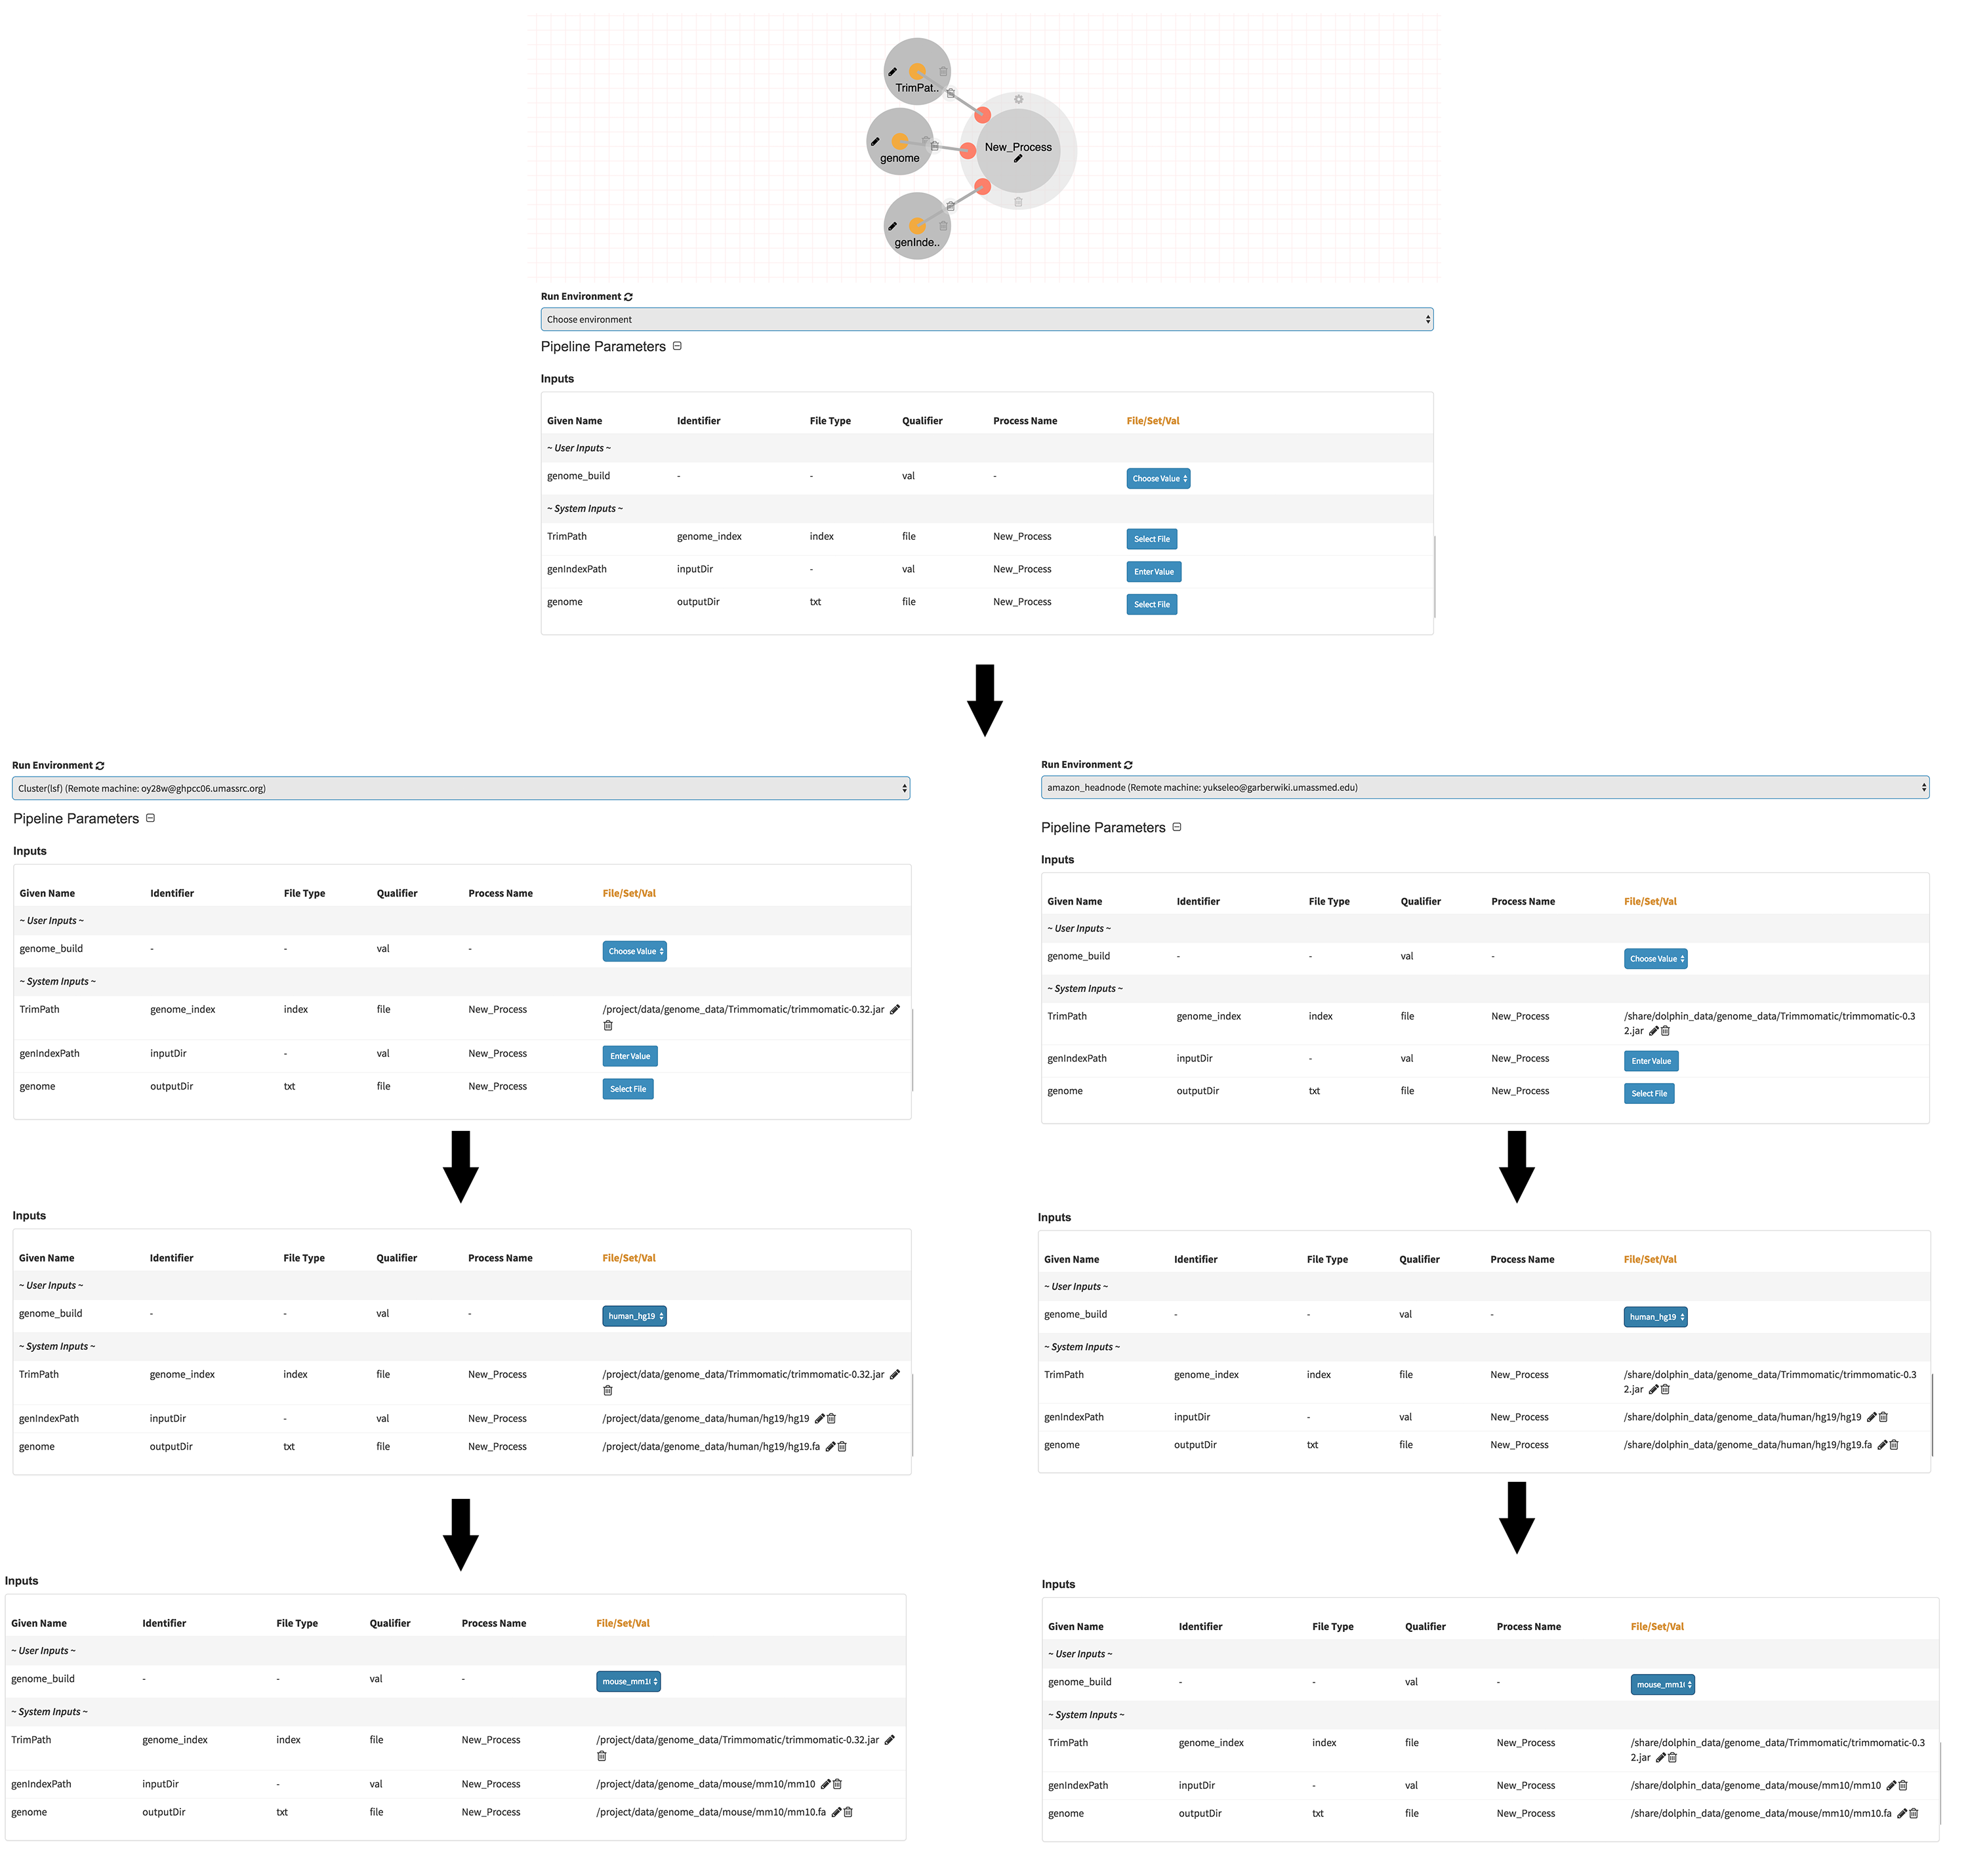 TrimPat..
New_Process
genome
genInde..
Run Environment
Choose environment
Pipeline Parameters
Inputs
Given Name Identifier File Type Qualifier Process Name File/Set/Val
~ User Inputs ~
genome_build - - val - Choose Value
~ System Inputs ~
TrimPath genome_index index file New_Process Select File
genIndexPath inputDir - val New_Process Enter Value
genome outputDir txt file New_Process Select File
Run Environment
Cluster(lsf) (Remote machine: oy28w@ghpcc06.umassrc.org)
Pipeline Parameters
Inputs
Given Name Identifier File Type Qualifier Process Name File/Set/Val
~ User Inputs ~
genome_build - - val - Choose Value
~ System Inputs ~
TrimPath genome_index index file New_Process /project/data/genome_data/Trimmomatic/trimmomatic-0.32.jar
genIndexPath inputDir - val New_Process Enter Value
genome outputDir txt file New_Process Select File
Run Environment
amazon_headnode (Remote machine: yukseleo@garberwiki.umassmed.edu)
Pipeline Parameters
Inputs
Given Name Identifier File Type Qualifier Process Name File/Set/Val
~ User Inputs ~
genome_build - - val - Choose Value
~ System Inputs ~
TrimPath genome_index index file New_Process /share/dolphin_data/genome_data/Trimmomatic/trimmomatic-0.3
2.jar
genIndexPath inputDir - val New_Process Enter Value
genome outputDir txt file New_Process Select File
Inputs
Given Name Identifier File Type Qualifier Process Name File/Set/Val
~ User Inputs ~
genome_build - - val - human_hg19
~ System Inputs ~
TrimPath genome_index index file New_Process /project/data/genome_data/Trimmomatic/trimmomatic-0.32.jar
genIndexPath inputDir - val New_Process /project/data/genome_data/human/hg19/hg19
genome outputDir txt file New_Process /project/data/genome_data/human/hg19/hg19.fa
Inputs
Given Name Identifier File Type Qualifier Process Name File/Set/Val
~ User Inputs ~
genome_build - - val - human_hg19
~ System Inputs ~
TrimPath genome_index index file New_Process /share/dolphin_data/genome_data/Trimmomatic/trimmomatic-0.3
2.jar
genIndexPath inputDir - val New_Process /share/dolphin_data/genome_data/human/hg19/hg19
genome outputDir txt file New_Process /share/dolphin_data/genome_data/human/hg19/hg19.fa
Inputs
Given Name Identifier File Type Qualifier Process Name File/Set/Val
~ User Inputs ~
genome_build - - val - mouse_mm10
~ System Inputs ~
TrimPath genome_index index file New_Process /project/data/genome_data/Trimmomatic/trimmomatic-0.32.jar
genIndexPath inputDir - val New_Process /project/data/genome_data/mouse/mm10/mm10
genome outputDir txt file New_Process /project/data/genome_data/mouse/mm10/mm10.fa
Inputs
Given Name Identifier File Type Qualifier Process Name File/Set/Val
~ User Inputs ~
genome_build - - val - mouse_mm10
~ System Inputs ~
TrimPath genome_index index file New_Process /share/dolphin_data/genome_data/Trimmomatic/trimmomatic-0.3
2.jar
genIndexPath inputDir - val New_Process /share/dolphin_data/genome_data/mouse/mm10/mm10
genome outputDir txt file New_Process /share/dolphin_data/genome_data/mouse/mm10/mm10.fa